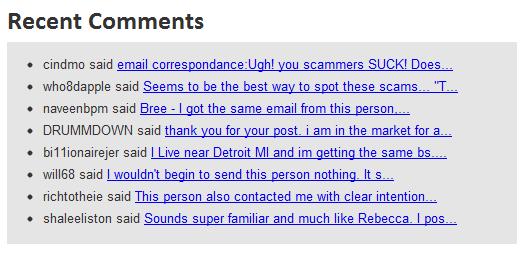 Recent Comments
cindmo said email correspondence:Ugh! you scammers SUCK! Does...
who8dapple said Seems to be the best way to spot these scams... "T...
naveenbpm said Bree - I got the same email from this person,...
DRUMMDOWN said thank you for your post. i am in the market for a...
bi11ionairejer said I Live near Detroit MI and im getting the same bs....
will68 said I wouldn't begin to send this person nothing. It s...
richtotheie said This person also contacted me with clear intention...
shaleeliston said Sounds super familiar and much like Rebecca. I pos...